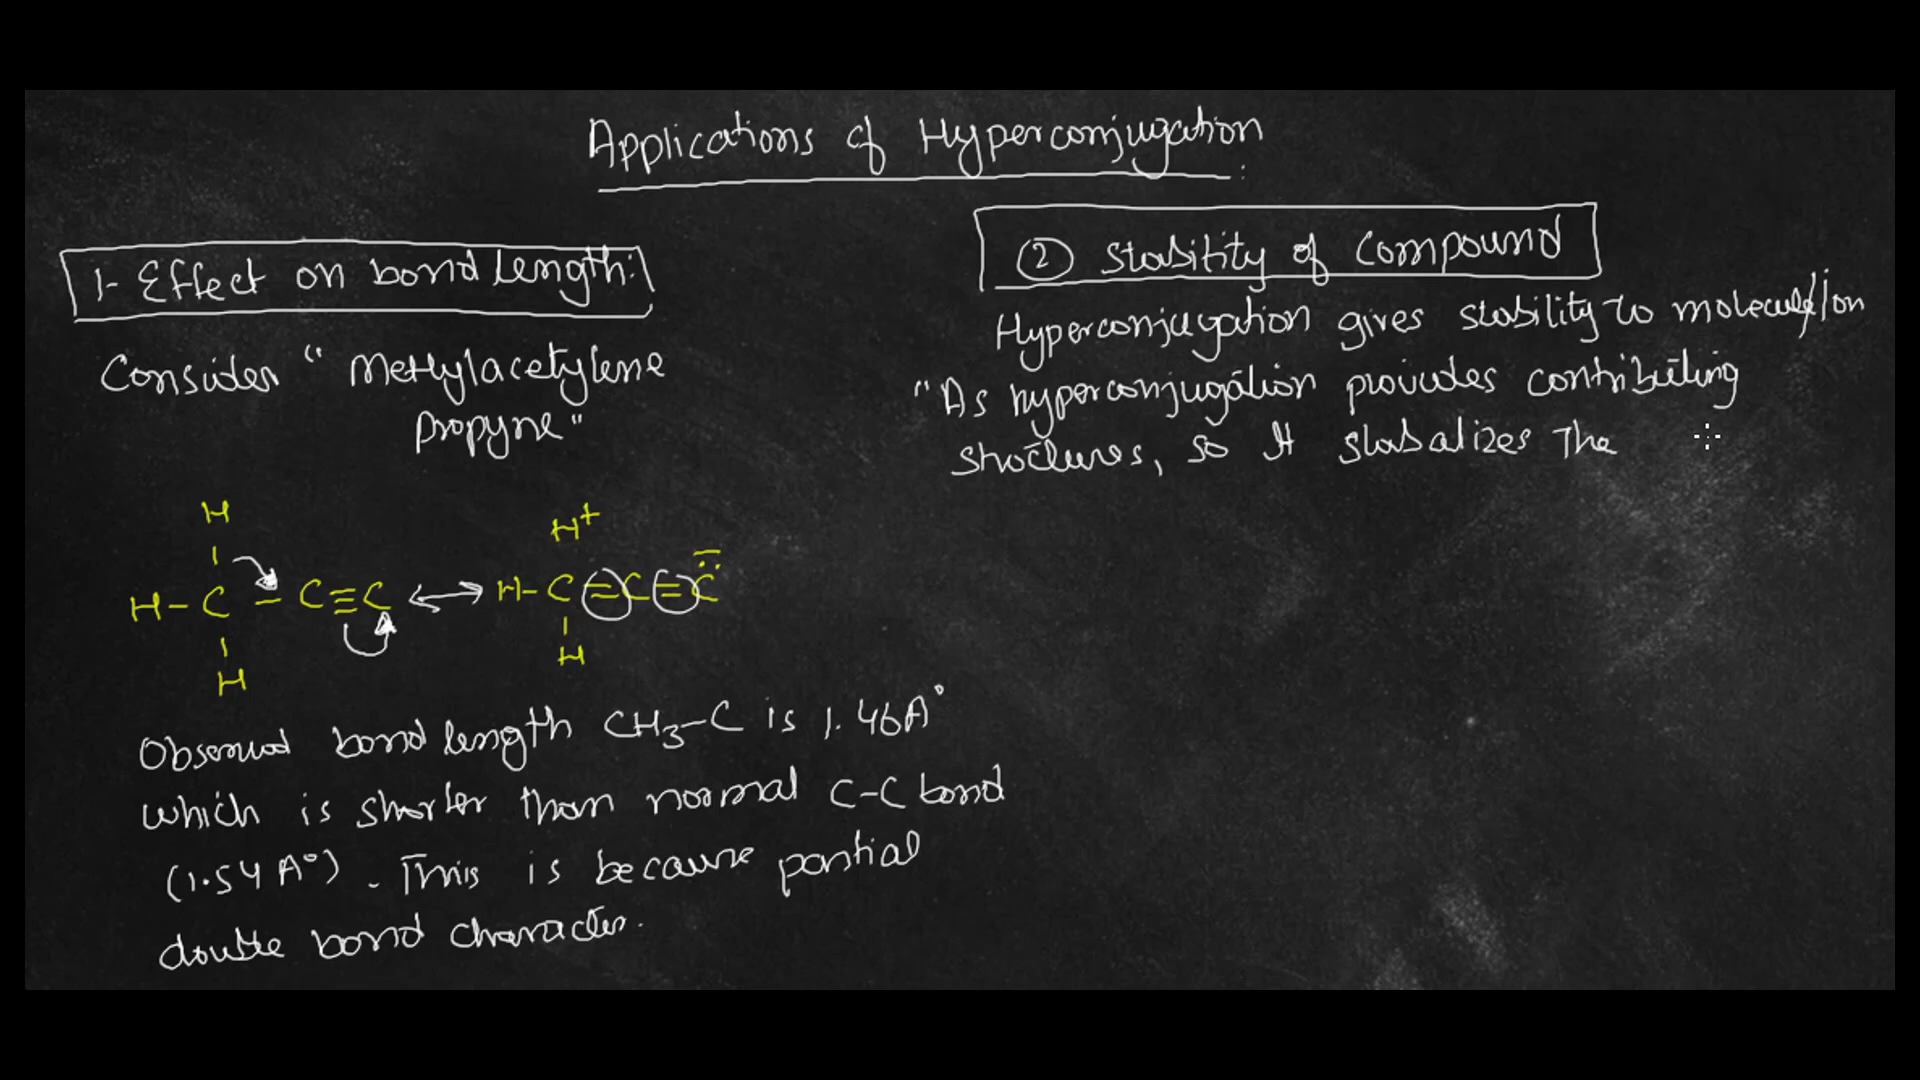 Applications of Hyperconjugation
1- Effect on bond Length:
Consider " Methylacetylene
Propyne"
H
H - C - C ≡ C
H
H+
H - C = C = C̄:
H
Observed bond length CH3-C is 1.46A°
which is shorter than normal C-C bond
(1.54 A°). This is because partial
double bond character.
② Stability of Compound
Hyperconjugation gives stability to molecule/ion
"As hyperconjugation provides contributing
structures, so it stabalizes The